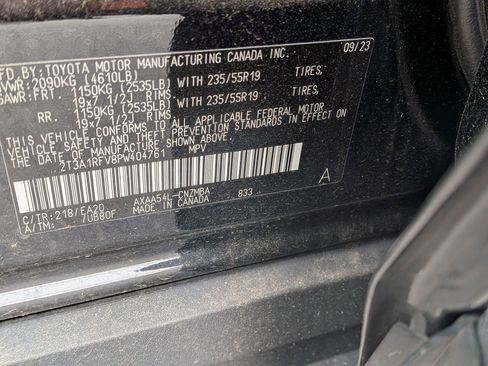 MFD. BY: TOYOTA MOTOR MANUFACTURING CANADA INC. 09/23
GVWR: 2090KG (4610LB)
GAWR: FRT. 1150KG (2535LB) WITH 235/55R19 TIRES,
19x7 1/2J RIMS
RR. 1150KG (2535LB) WITH 235/55R19 TIRES,
19x7 1/2J RIMS
THIS VEHICLE CONFORMS TO ALL APPLICABLE FEDERAL MOTOR
VEHICLE SAFETY AND THEFT PREVENTION STANDARDS IN EFFECT
ON THE DATE OF MANUFACTURE SHOWN ABOVE.
2T3A1RFV8PW404761 MPV
C/TR: 218/EA20 AXAA54L-CNZMBA A
A/TM: /UB80F MADE IN CANADA 833